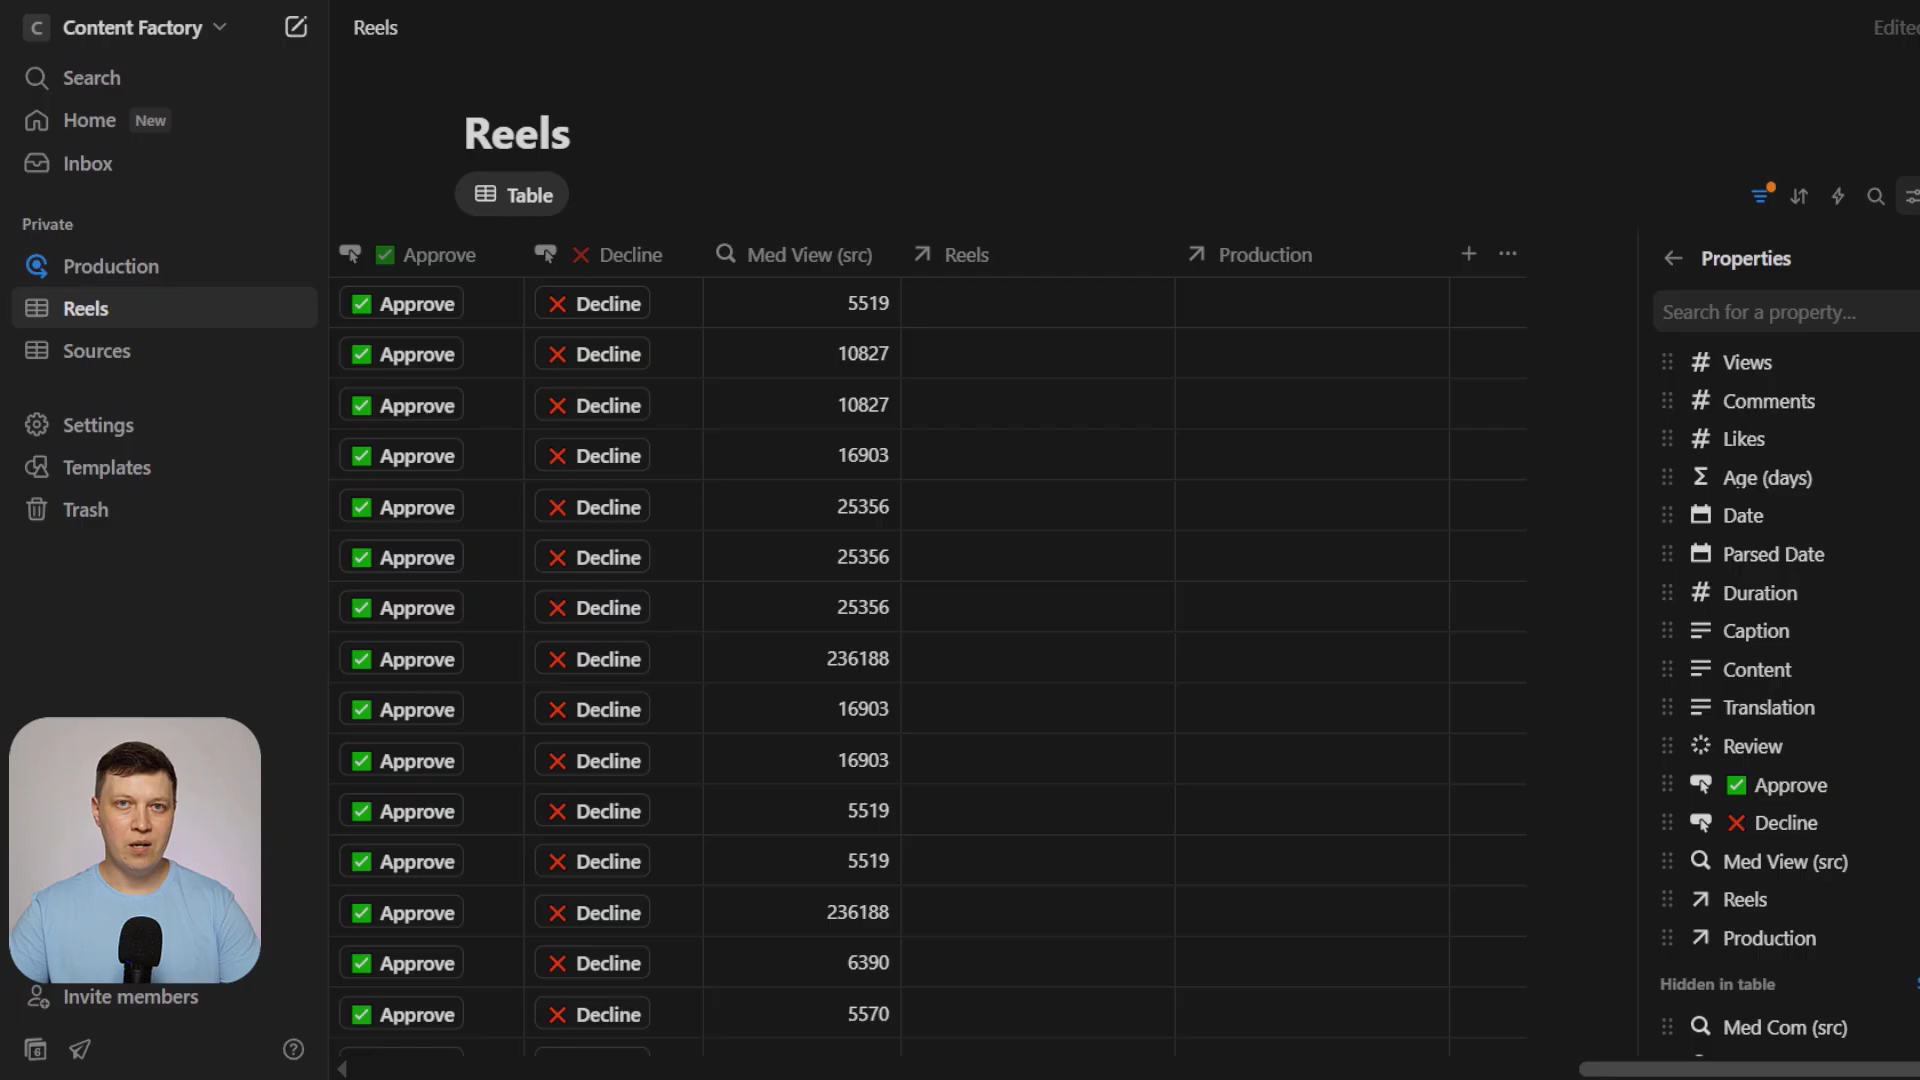 C Content Factory
Search
Home New
Inbox
Private
Production
Reels
Sources
Settings
Templates
Trash
Invite members
6
?
Reels
Edited
Reels
Table
Approve Decline Med View (src) Reels Production
Approve Decline 5519
Approve Decline 10827
Approve Decline 10827
Approve Decline 16903
Approve Decline 25356
Approve Decline 25356
Approve Decline 25356
Approve Decline 236188
Approve Decline 16903
Approve Decline 16903
Approve Decline 5519
Approve Decline 5519
Approve Decline 236188
Approve Decline 6390
Approve Decline 5570
Properties
Search for a property...
# Views
# Comments
# Likes
Σ Age (days)
Date
Parsed Date
# Duration
Caption
Content
Translation
Review
Approve
Decline
Med View (src)
Reels
Production
Hidden in table
Med Com (src)